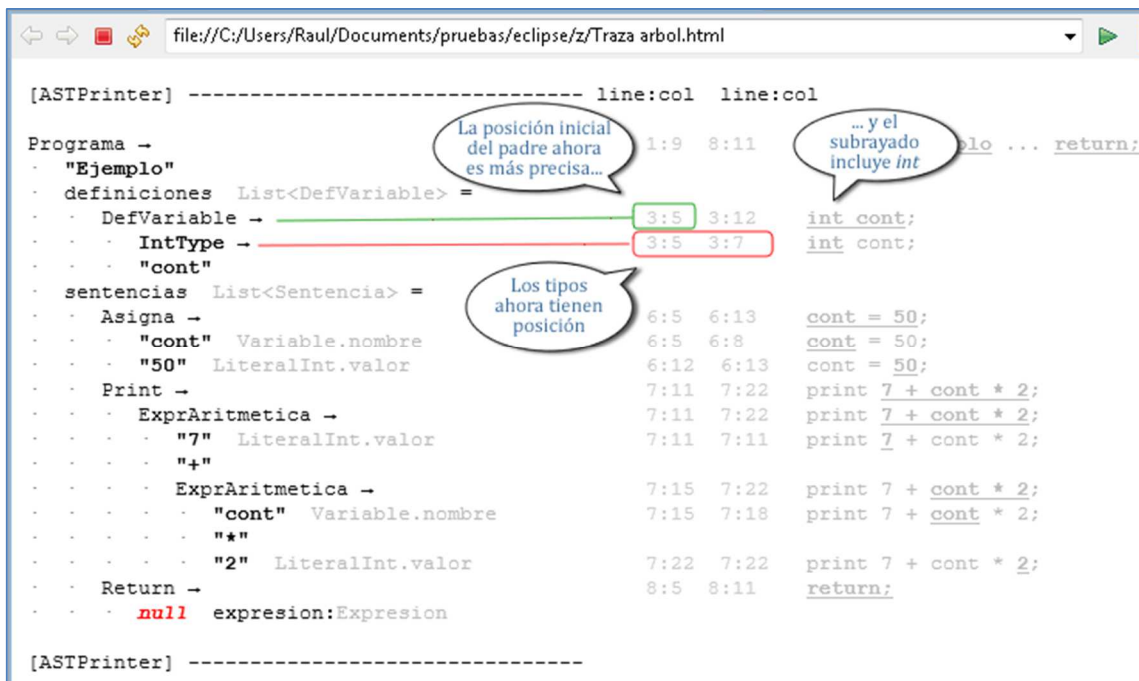 file://C:/Users/Raul/Documents/pruebas/eclipse/z/Traza arbol.html
[ASTPrinter] -------------------------------- line:col  line:col
La posición inicial
del padre ahora
es más precisa...
... y el
subrayado
incluye int
Programa → 1:9  8:11 ... return;
·  "Ejemplo"
·  definiciones  List<DefVariable> =
·  ·  DefVariable → 3:5  3:12  int cont;
·  ·  ·  IntType → 3:5  3:7  int cont;
·  ·  ·  "cont"
Los tipos
ahora tienen
posición
·  sentencias  List<Sentencia> =
·  ·  Asigna → 6:5  6:13  cont = 50;
·  ·  ·  "cont"  Variable.nombre  6:5  6:8  cont = 50;
·  ·  ·  "50"  LiteralInt.valor  6:12  6:13  cont = 50;
·  ·  Print → 7:11  7:22  print 7 + cont * 2;
·  ·  ·  ExprAritmetica → 7:11  7:22  print 7 + cont * 2;
·  ·  ·  ·  "7"  LiteralInt.valor  7:11  7:11  print 7 + cont * 2;
·  ·  ·  ·  "+"
·  ·  ·  ·  ExprAritmetica → 7:15  7:22  print 7 + cont * 2;
·  ·  ·  ·  ·  "cont"  Variable.nombre  7:15  7:18  print 7 + cont * 2;
·  ·  ·  ·  ·  "*"
·  ·  ·  ·  ·  "2"  LiteralInt.valor  7:22  7:22  print 7 + cont * 2;
·  ·  Return → 8:5  8:11  return;
·  ·  ·  null  expresion:Expresion
[ASTPrinter] --------------------------------